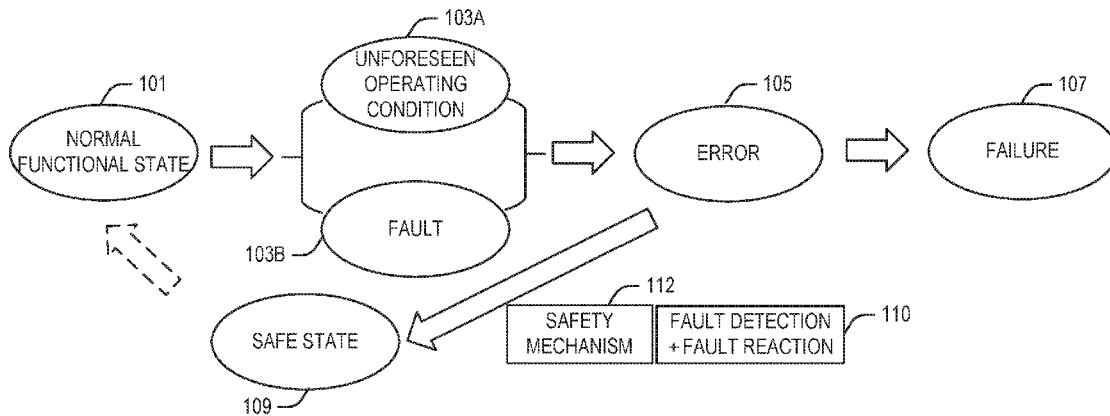 103A
UNFORESEEN
OPERATING
CONDITION
101
NORMAL
FUNCTIONAL STATE
105
ERROR
107
FAILURE
FAULT
103B
112
SAFETY
MECHANISM
FAULT DETECTION
+ FAULT REACTION
110
SAFE STATE
109